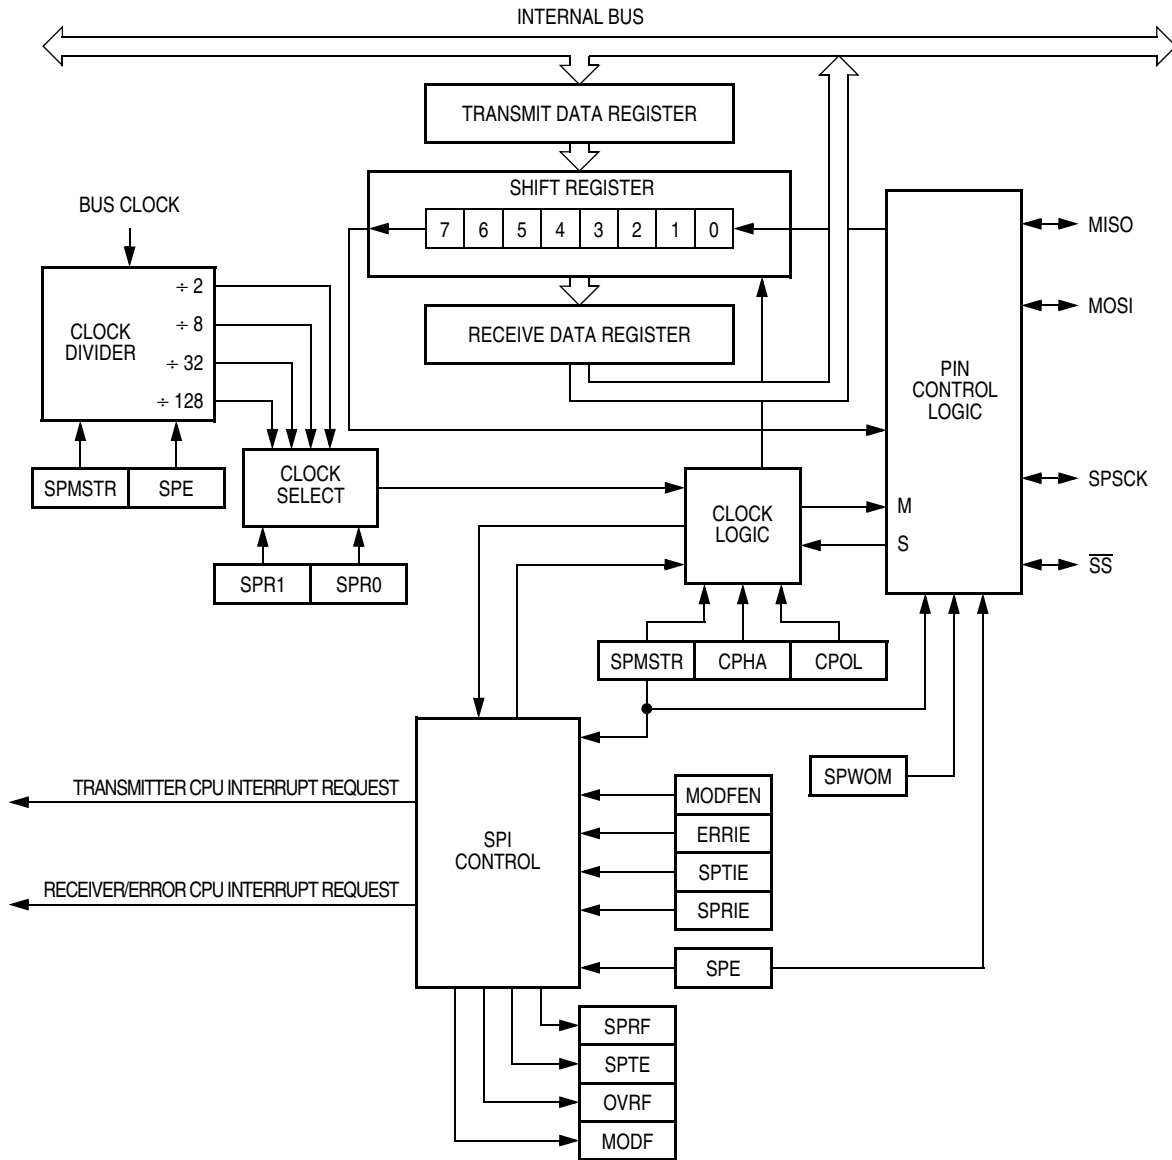 INTERNAL BUS
TRANSMIT DATA REGISTER
SHIFT REGISTER
7 6 5 4 3 2 1 0
BUS CLOCK
MISO
÷ 2
÷ 8
÷ 32
÷ 128
CLOCK
DIVIDER
RECEIVE DATA REGISTER
MOSI
PIN
CONTROL
LOGIC
SPMSTR SPE
CLOCK
SELECT
SPSCK
M
S
CLOCK
LOGIC
SS
SPR1 SPR0
SPMSTR CPHA CPOL
SPWOM
TRANSMITTER CPU INTERRUPT REQUEST
MODFEN
ERRIE
SPTIE
SPRIE
SPI
CONTROL
RECEIVER/ERROR CPU INTERRUPT REQUEST
SPE
SPRF
SPTE
OVRF
MODF